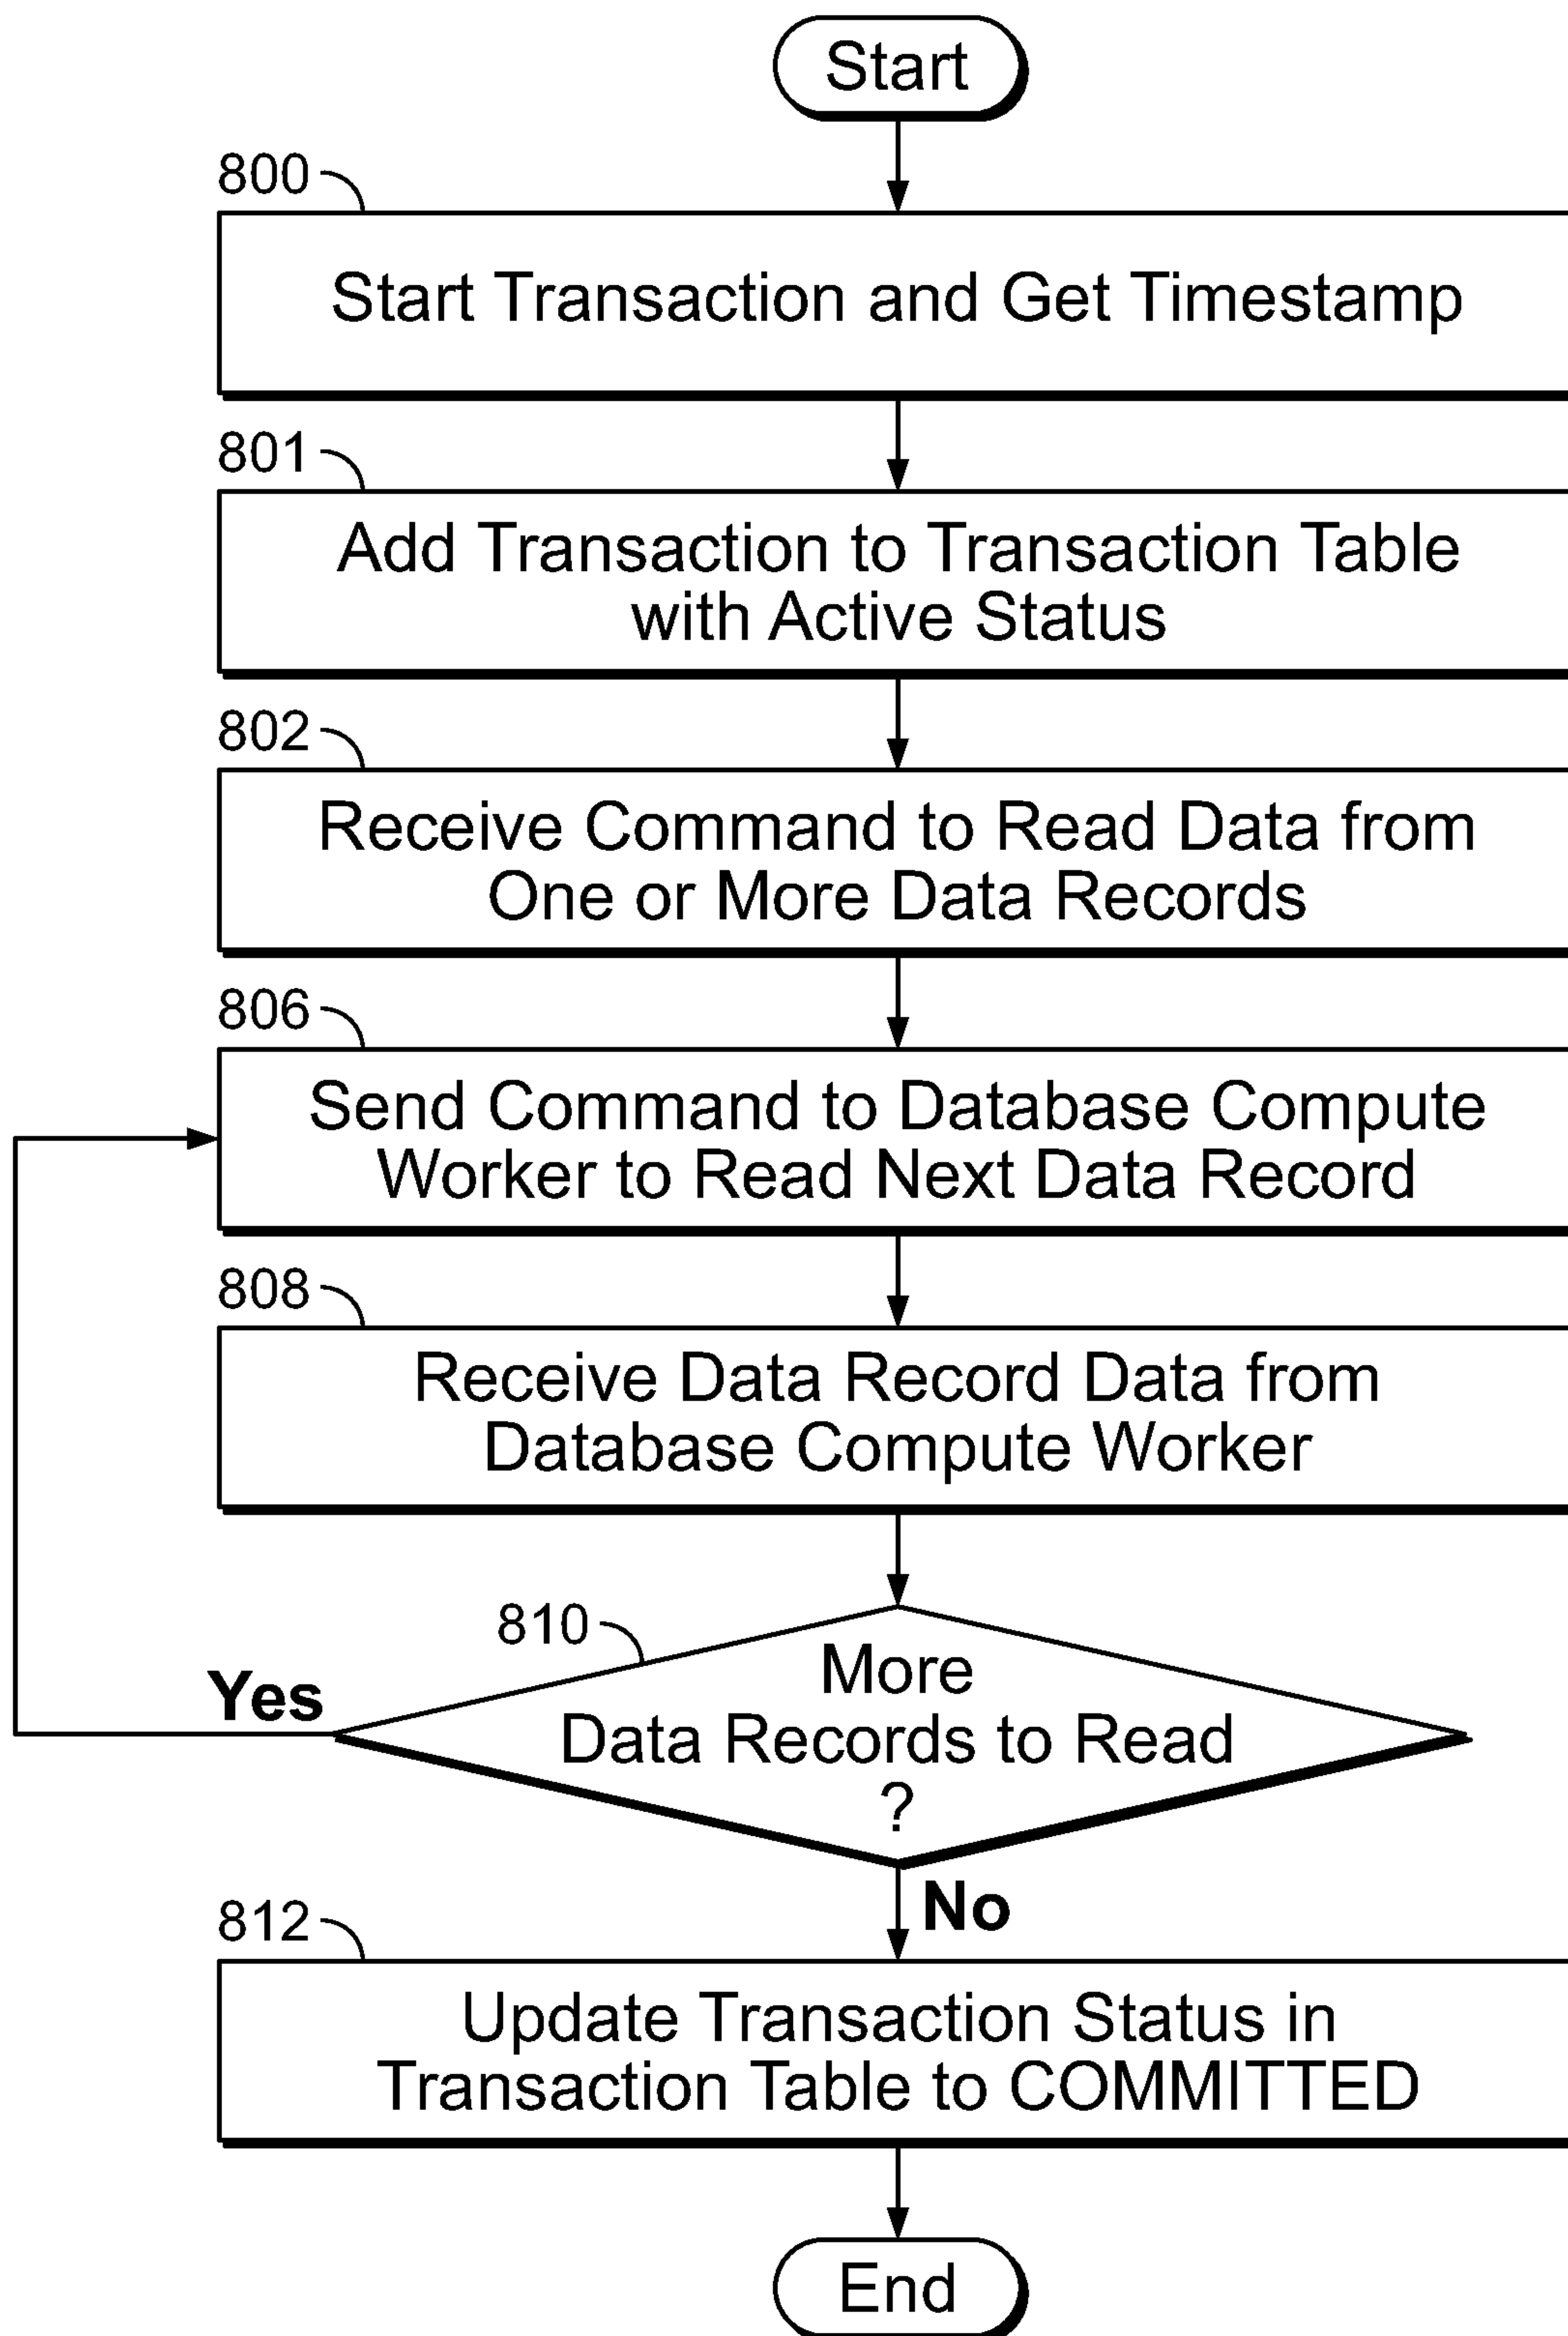 Start
800
Start Transaction and Get Timestamp
801
Add Transaction to Transaction Table
with Active Status
802
Receive Command to Read Data from
One or More Data Records
806
Send Command to Database Compute
Worker to Read Next Data Record
808
Receive Data Record Data from
Database Compute Worker
810
More
Data Records to Read
?
Yes
No
812
Update Transaction Status in
Transaction Table to COMMITTED
End